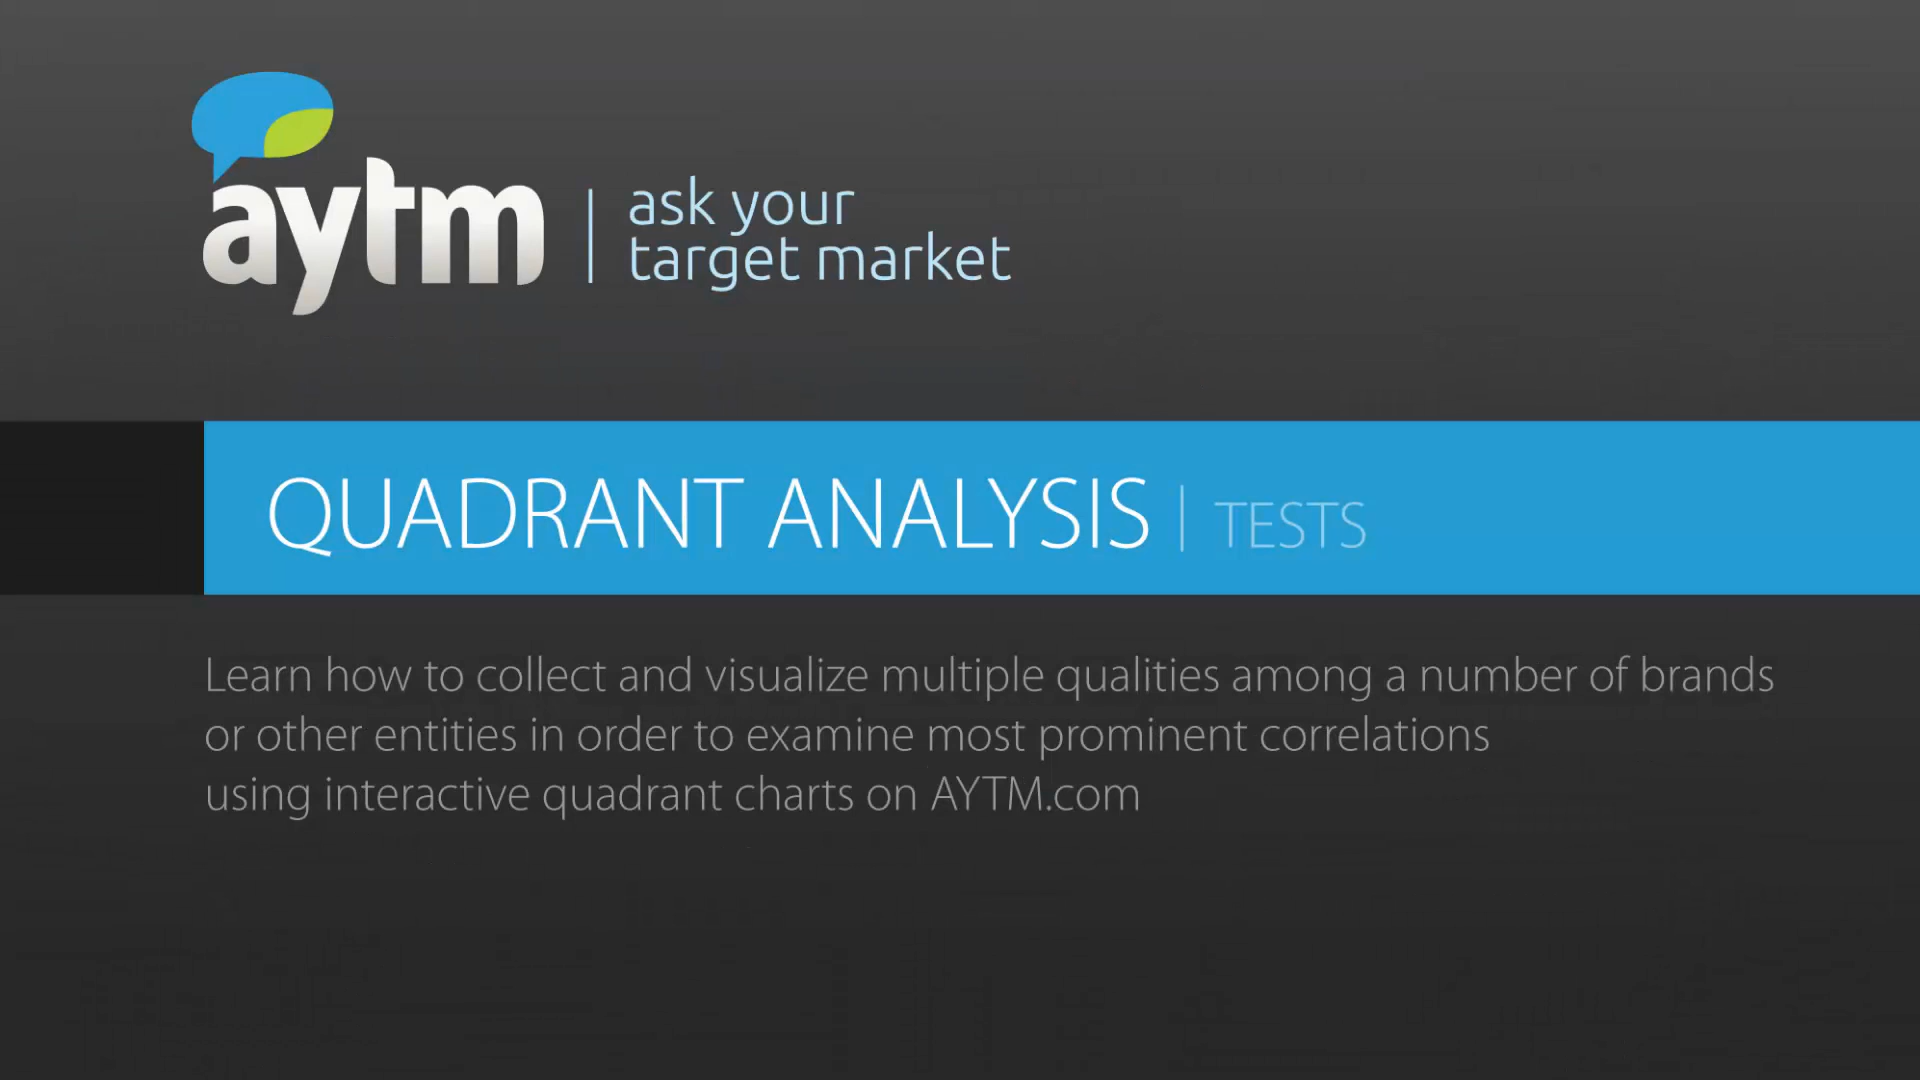 aytm | ask your
target market
QUADRANT ANALYSIS | TESTS
Learn how to collect and visualize multiple qualities among a number of brands
or other entities in order to examine most prominent correlations
using interactive quadrant charts on AYTM.com